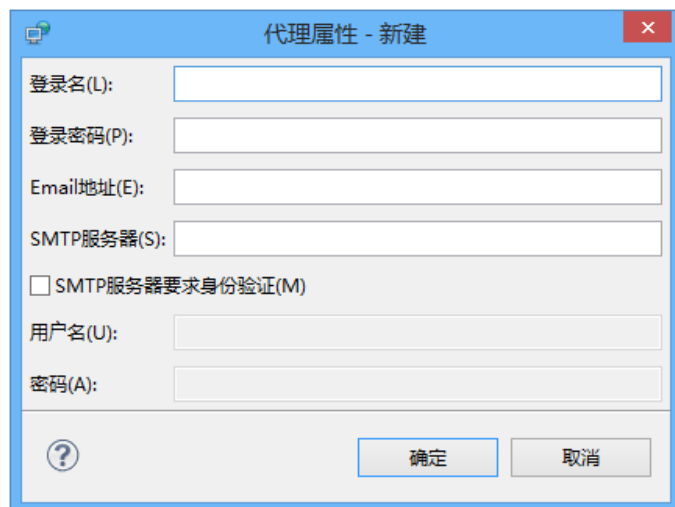 代理属性 - 新建
登录名(L):
登录密码(P):
Email地址(E):
SMTP服务器(S):
SMTP服务器要求身份验证(M)
用户名(U):
密码(A):
确定
取消